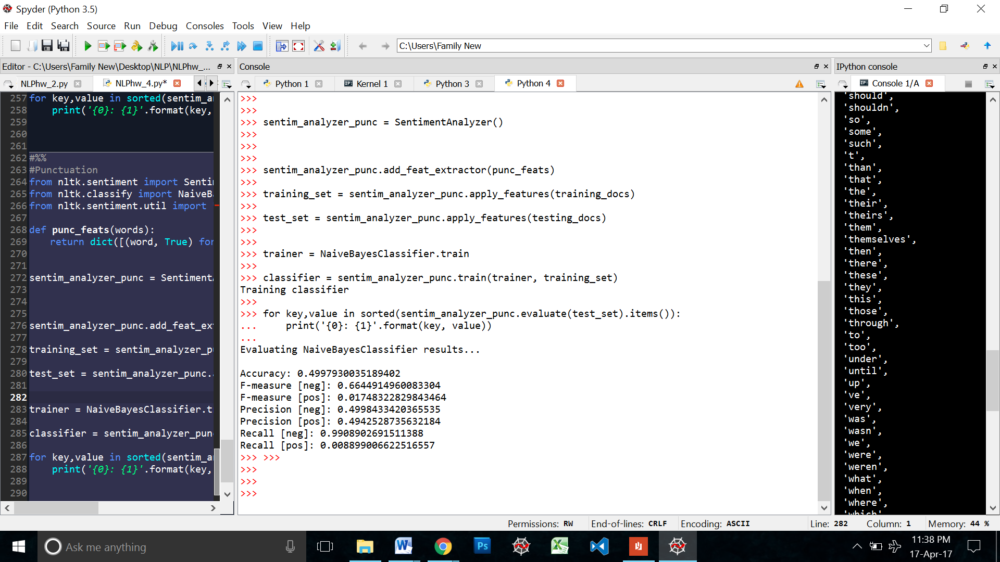 Spyder (Python 3.5)
File Edit Search Source Run Debug Consoles Tools View Help
C:\Users\Family New
Editor - C:\Users\Family New\Desktop\NLP\NLPhw_...
NLPhw_2.py NLPhw_4.py*
257 for key,value in sorted(sentim_a
258 print('{0}: {1}'.format(key,
259
260
261
262 #%%
263 #Punctuation
264 from nltk.sentiment import Senti
265 from nltk.classify import NaiveB
266 from nltk.sentiment.util import
267
268 def punc_feats(words):
269 return dict([(word, True) for
270
271
272 sentim_analyzer_punc = Sentiment
273
274
275
276 sentim_analyzer_punc.add_feat_ex
277
278 training_set = sentim_analyzer_p
279
280 test_set = sentim_analyzer_punc.
281
282
283 trainer = NaiveBayesClassifier.t
284
285 classifier = sentim_analyzer_pun
286
287 for key,value in sorted(sentim_a
288 print('{0}: {1}'.format(key,
289
290
Console
Python 1 IP: Kernel 1 Python 3 Python 4
>>>
>>>
>>> sentim_analyzer_punc = SentimentAnalyzer()
>>>
>>>
>>>
>>> sentim_analyzer_punc.add_feat_extractor(punc_feats)
>>>
>>> training_set = sentim_analyzer_punc.apply_features(training_docs)
>>>
>>> test_set = sentim_analyzer_punc.apply_features(testing_docs)
>>>
>>>
>>> trainer = NaiveBayesClassifier.train
>>>
>>> classifier = sentim_analyzer_punc.train(trainer, training_set)
Training classifier
>>>
>>> for key,value in sorted(sentim_analyzer_punc.evaluate(test_set).items()):
... print('{0}: {1}'.format(key, value))
...
Evaluating NaiveBayesClassifier results...
Accuracy: 0.4997930035189402
F-measure [neg]: 0.6644914960083304
F-measure [pos]: 0.01748322829843464
Precision [neg]: 0.4998433420365535
Precision [pos]: 0.4942528735632184
Recall [neg]: 0.9908902691511388
Recall [pos]: 0.008899006622516557
>>> >>>
>>>
>>>
>>>
IPython console
IP: Console 1/A
'should',
'shouldn',
'so',
'some',
'such',
't',
'than',
'that',
'the',
'their',
'theirs',
'them',
'themselves',
'then',
'there',
'these',
'they',
'this',
'those',
'through',
'to',
'too',
'under',
'until',
'up',
've',
'very',
'was',
'wasn',
'we',
'were',
'weren',
'what',
'when',
'where',
'which'
Permissions: RW End-of-lines: CRLF Encoding: ASCII Line: 282 Column: 1 Memory: 44 %
Ask me anything
Ps
11:38 PM
17-Apr-17